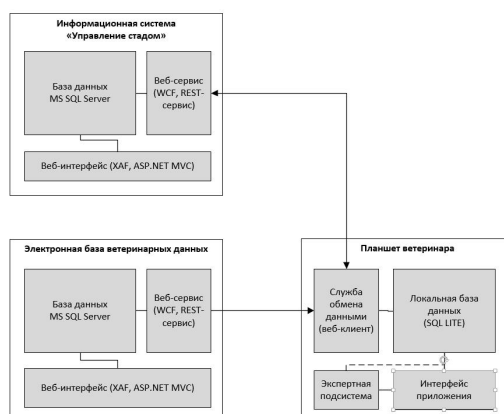 Информационная система
«Управление стадом»
База данных
MS SQL Server
Веб-сервис
(WCF, REST-
сервис)
Веб-интерфейс (XAF, ASP.NET MVC)
Электронная база ветеринарных данных
База данных
MS SQL Server
Веб-сервис
(WCF, REST-
сервис)
Веб-интерфейс (XAF, ASP.NET MVC)
Планшет ветеринара
Служба
обмена
данными
(веб-клиент)
Локальная база
данных
(SQL LITE)
Экспертная
подсистема
Интерфейс
приложения